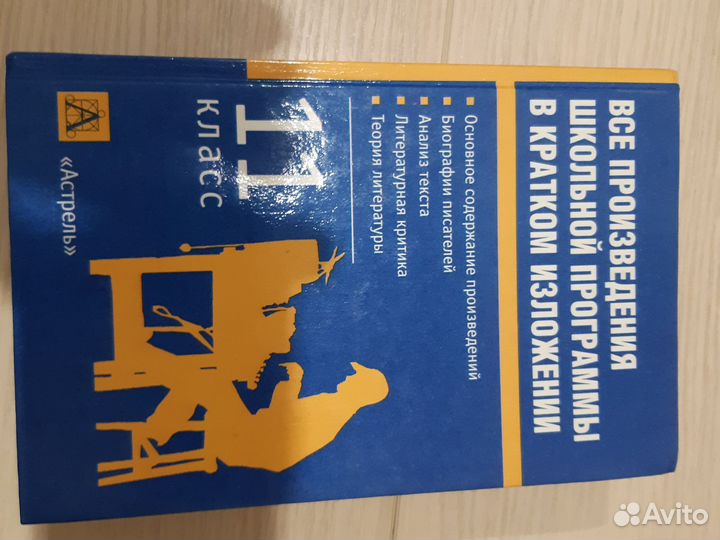 ВСЕ ПРОИЗВЕДЕНИЯ
ШКОЛЬНОЙ ПРОГРАММЫ
В КРАТКОМ ИЗЛОЖЕНИИ
Основное содержание произведений
Биографии писателей
Анализ текста
Литературная критика
Теория литературы
11
класс
А
«Астрель»
Avito